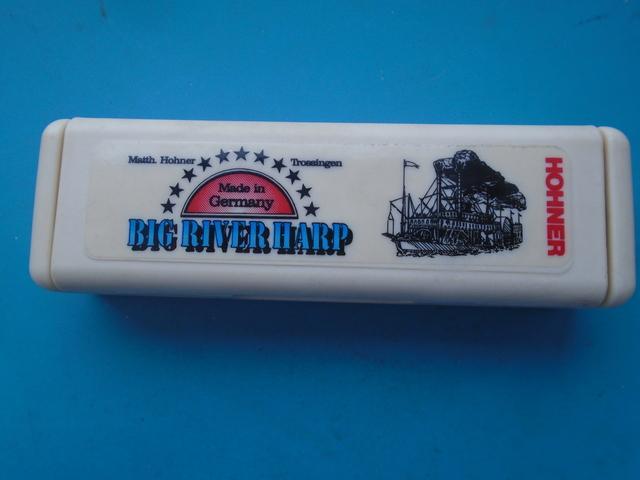 Matth. Hohner Trossingen
Made in
Germany
BIG RIVER HARP
HOHNER